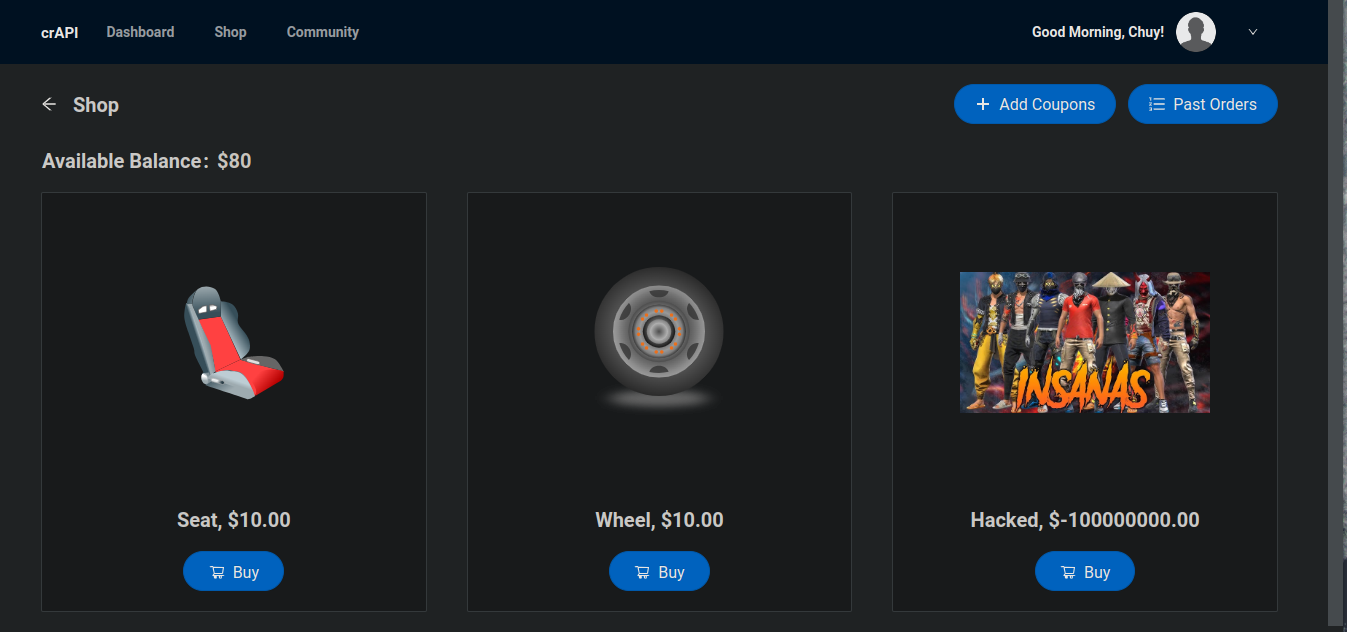 crAPI Dashboard Shop Community Good Morning, Chuy!
Shop Add Coupons Past Orders
Available Balance: $80
INSANAS
Seat, $10.00 Wheel, $10.00 Hacked, $-100000000.00
Buy Buy Buy